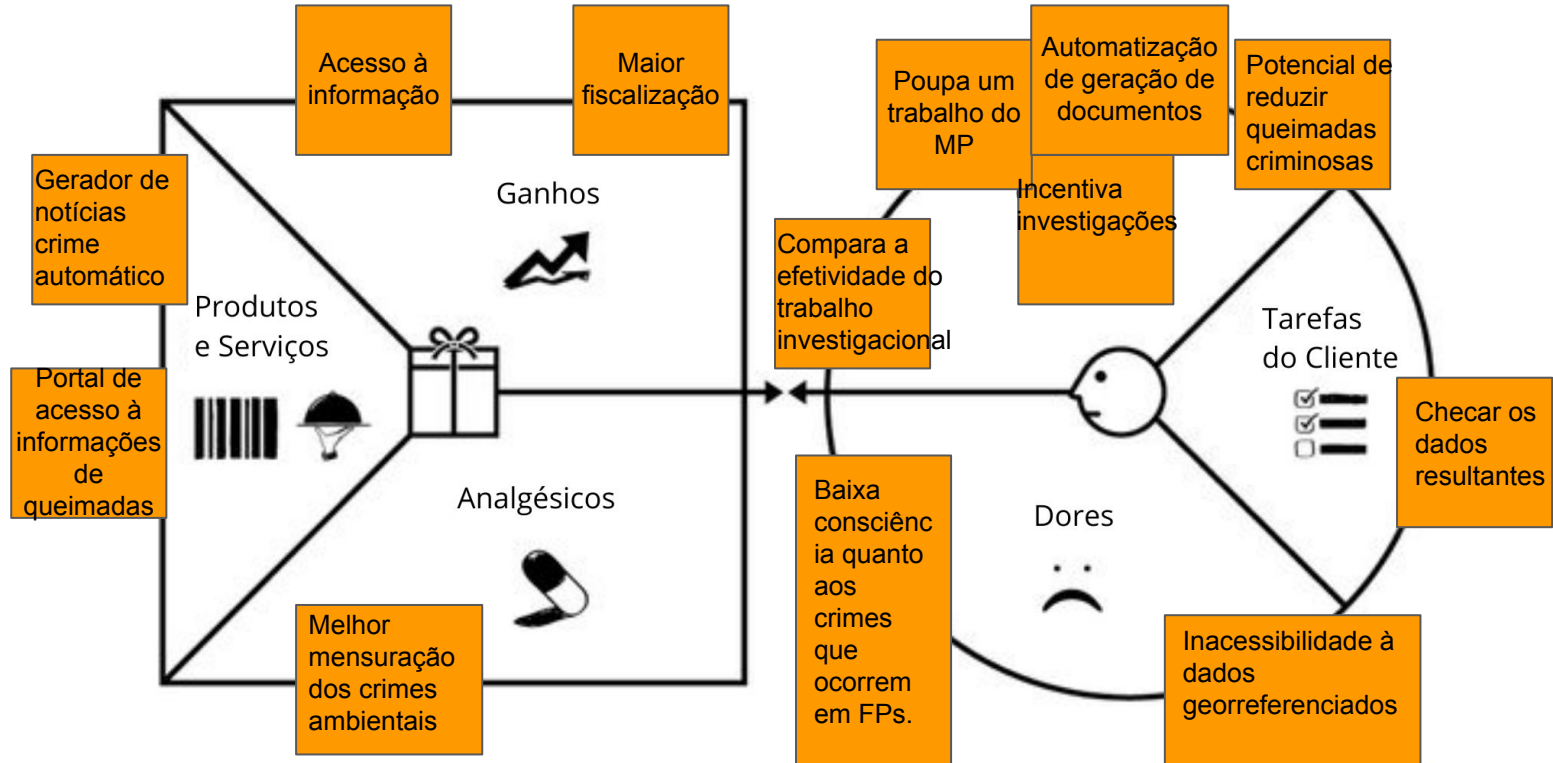 Acesso à
informação
Maior
fiscalização
Gerador de
notícias
crime
automático
Ganhos
Produtos
e Serviços
Portal de
acesso à
informações
de
queimadas
Analgésicos
Melhor
mensuração
dos crimes
ambientais
Poupa um
trabalho do
MP
Automatização
de geração de
documentos
Potencial de
reduzir
queimadas
criminosas
Incentiva
investigações
Compara a
efetividade do
trabalho
investigacional
Tarefas
do Cliente
Checar os
dados
resultantes
Dores
Baixa
consciênc
ia quanto
aos
crimes
que
ocorrem
em FPs.
Inacessibilidade à
dados
georreferenciados